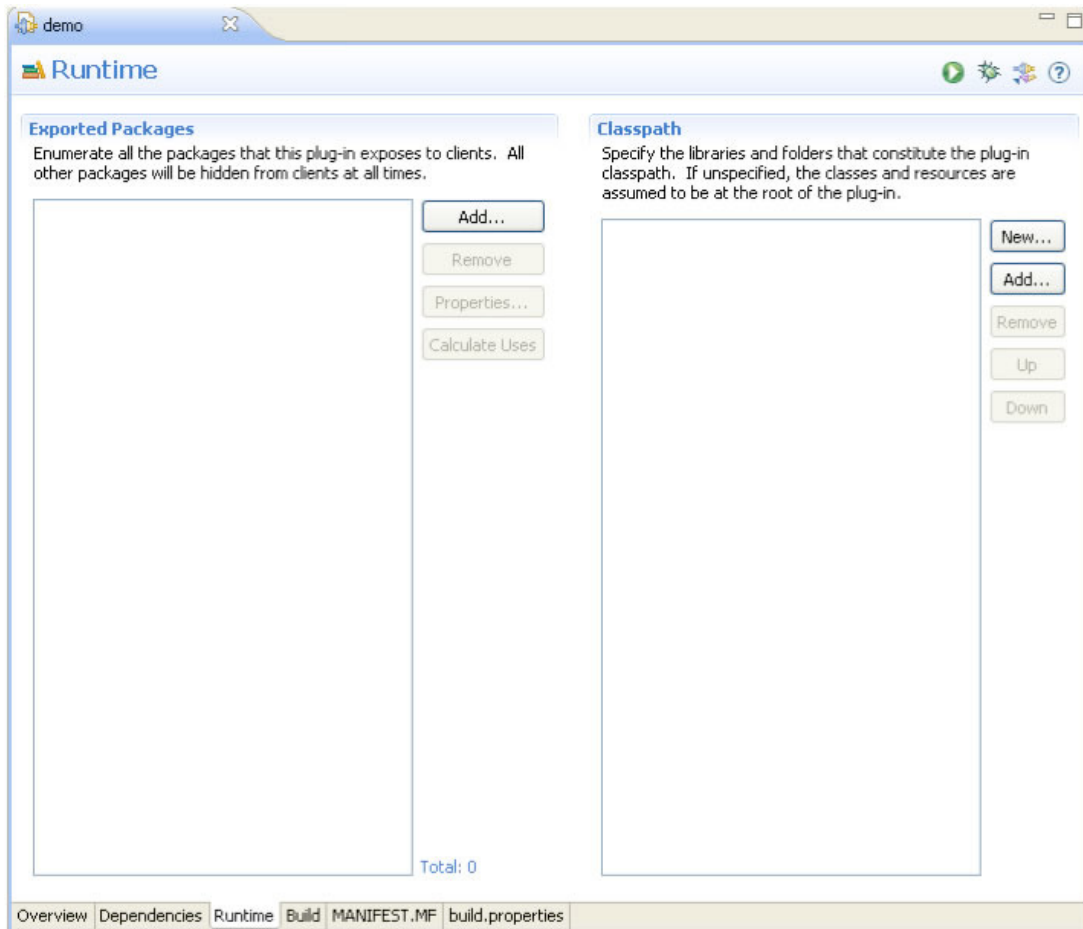 demo
Runtime
Exported Packages
Enumerate all the packages that this plug-in exposes to clients. All
other packages will be hidden from clients at all times.
Add...
Remove
Properties...
Calculate Uses
Total: 0
Classpath
Specify the libraries and folders that constitute the plug-in
classpath. If unspecified, the classes and resources are
assumed to be at the root of the plug-in.
New...
Add...
Remove
Up
Down
Overview Dependencies Runtime Build MANIFEST.MF build.properties